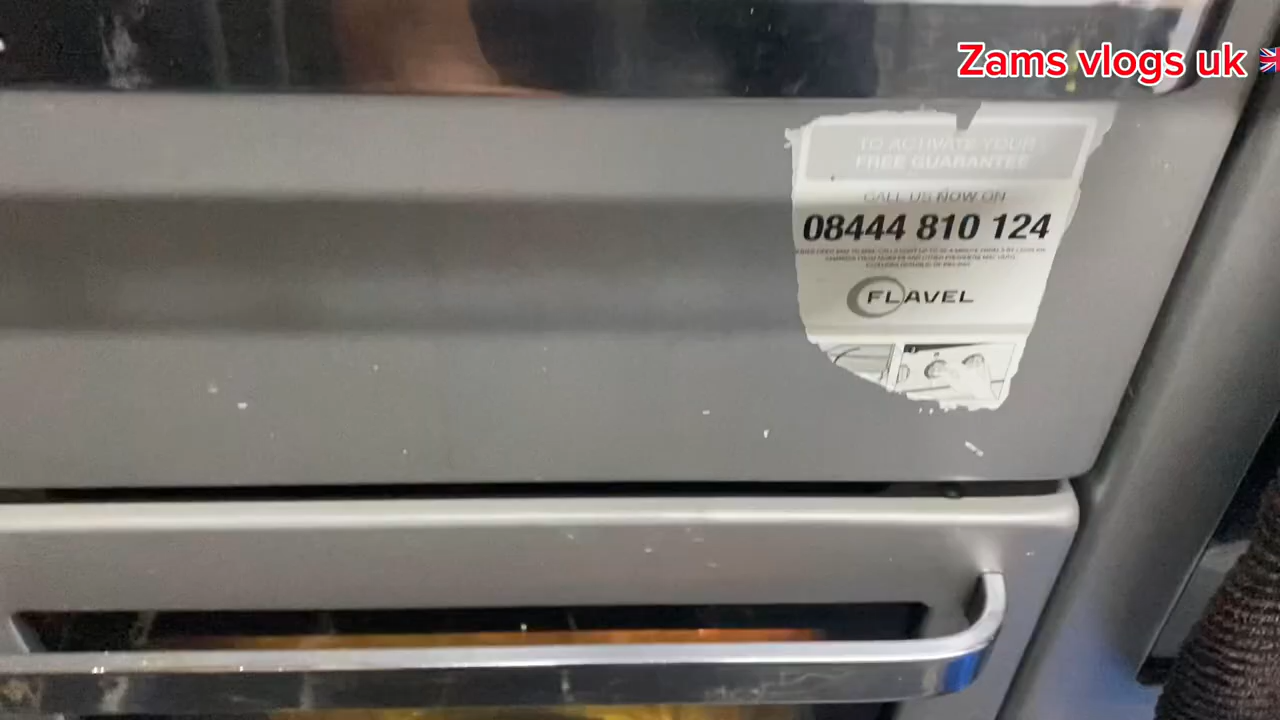 Zams vlogs uk
TO ACTIVATE YOUR
FREE GUARANTEE
CALL US NOW ON
08444 810 124
FLAVEL